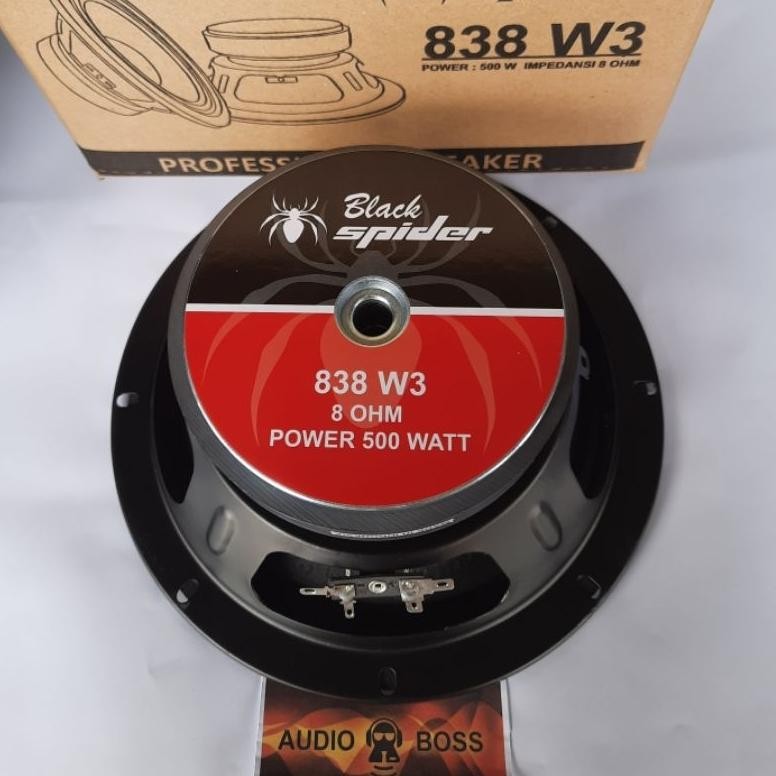 838 W3
POWER : 500 W IMPEDANSI 8 OHM
Black
spider
838 W3
8 OHM
POWER 500 WATT
AUDIO BOSS